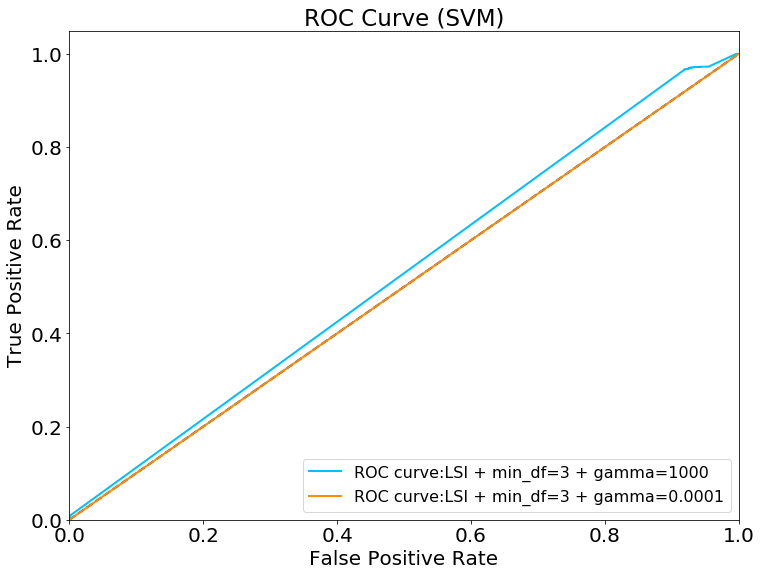 ROC Curve (SVM)
1.0
0.8
0.6
0.4
0.2
0.0
True Positive Rate
ROC curve:LSI + min_df=3 + gamma=1000
ROC curve:LSI + min_df=3 + gamma=0.0001
0.0 0.2 0.4 0.6 0.8 1.0
False Positive Rate